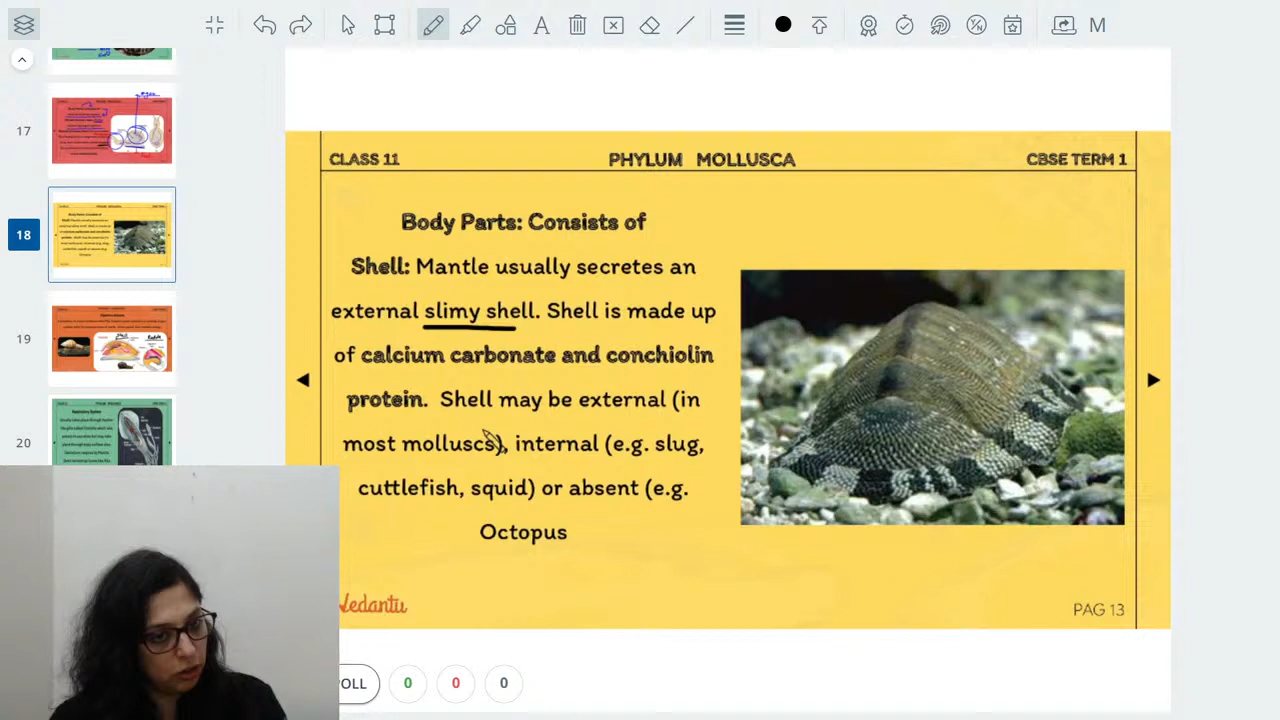 M
17
18
19
20
CLASS 11
PHYLUM MOLLUSCA
CBSE TERM 1
Body Parts: Consists of
Shell: Mantle usually secretes an
external slimy shell. Shell is made up
of calcium carbonate and conchiolin
protein. Shell may be external (in
most molluscs), internal (e.g. slug,
cuttlefish, squid) or absent (e.g.
Octopus
Vedantu
PAG 13
OLL
0
0
0